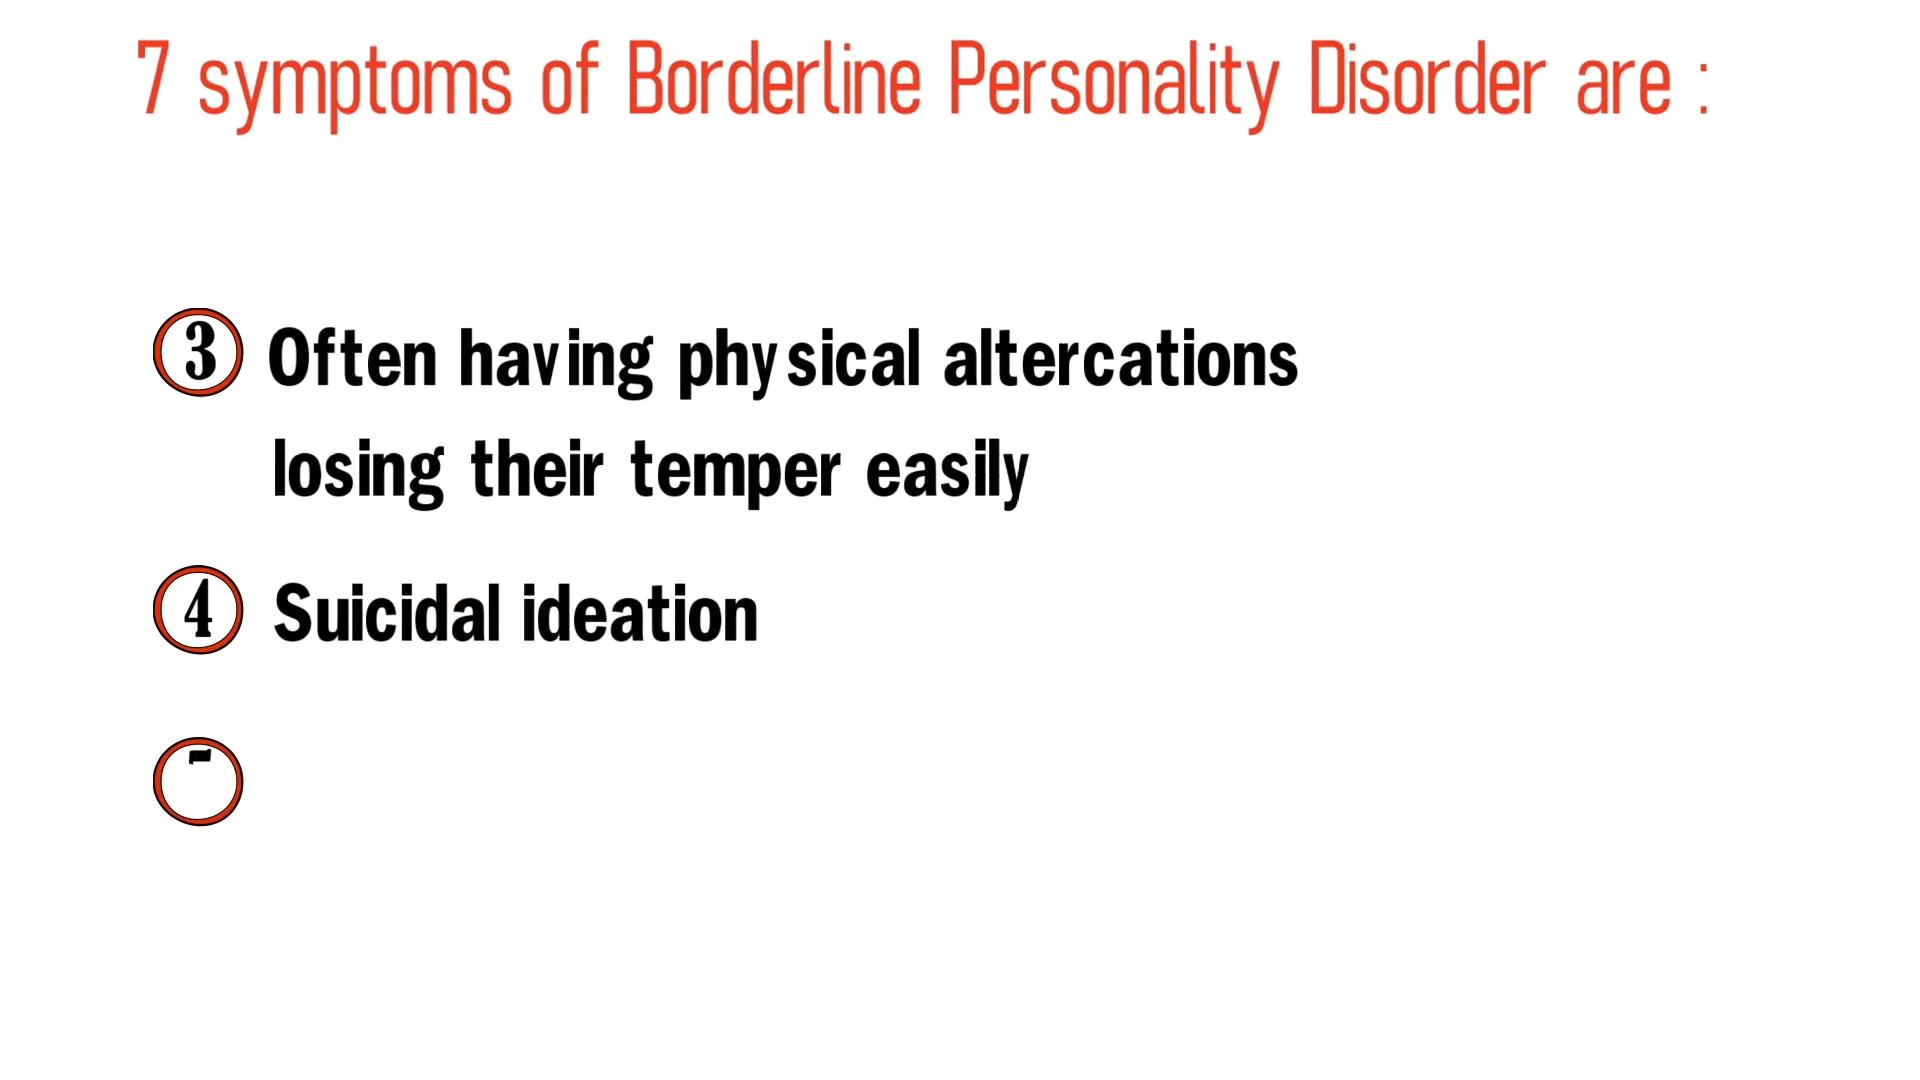 7 symptoms of Borderline Personality Disorder are :
3 Often having physical altercations
losing their temper easily
4 Suicidal ideation